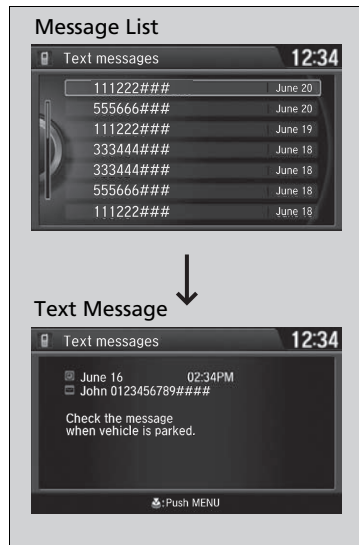 Message List
Text messages 12:34
111222### June 20
555666### June 20
111222### June 19
333444### June 18
333444### June 18
555666### June 18
111222### June 18
Text Message
Text messages 12:34
June 16 02:34PM
John 0123456789####
Check the message
when vehicle is parked.
:Push MENU